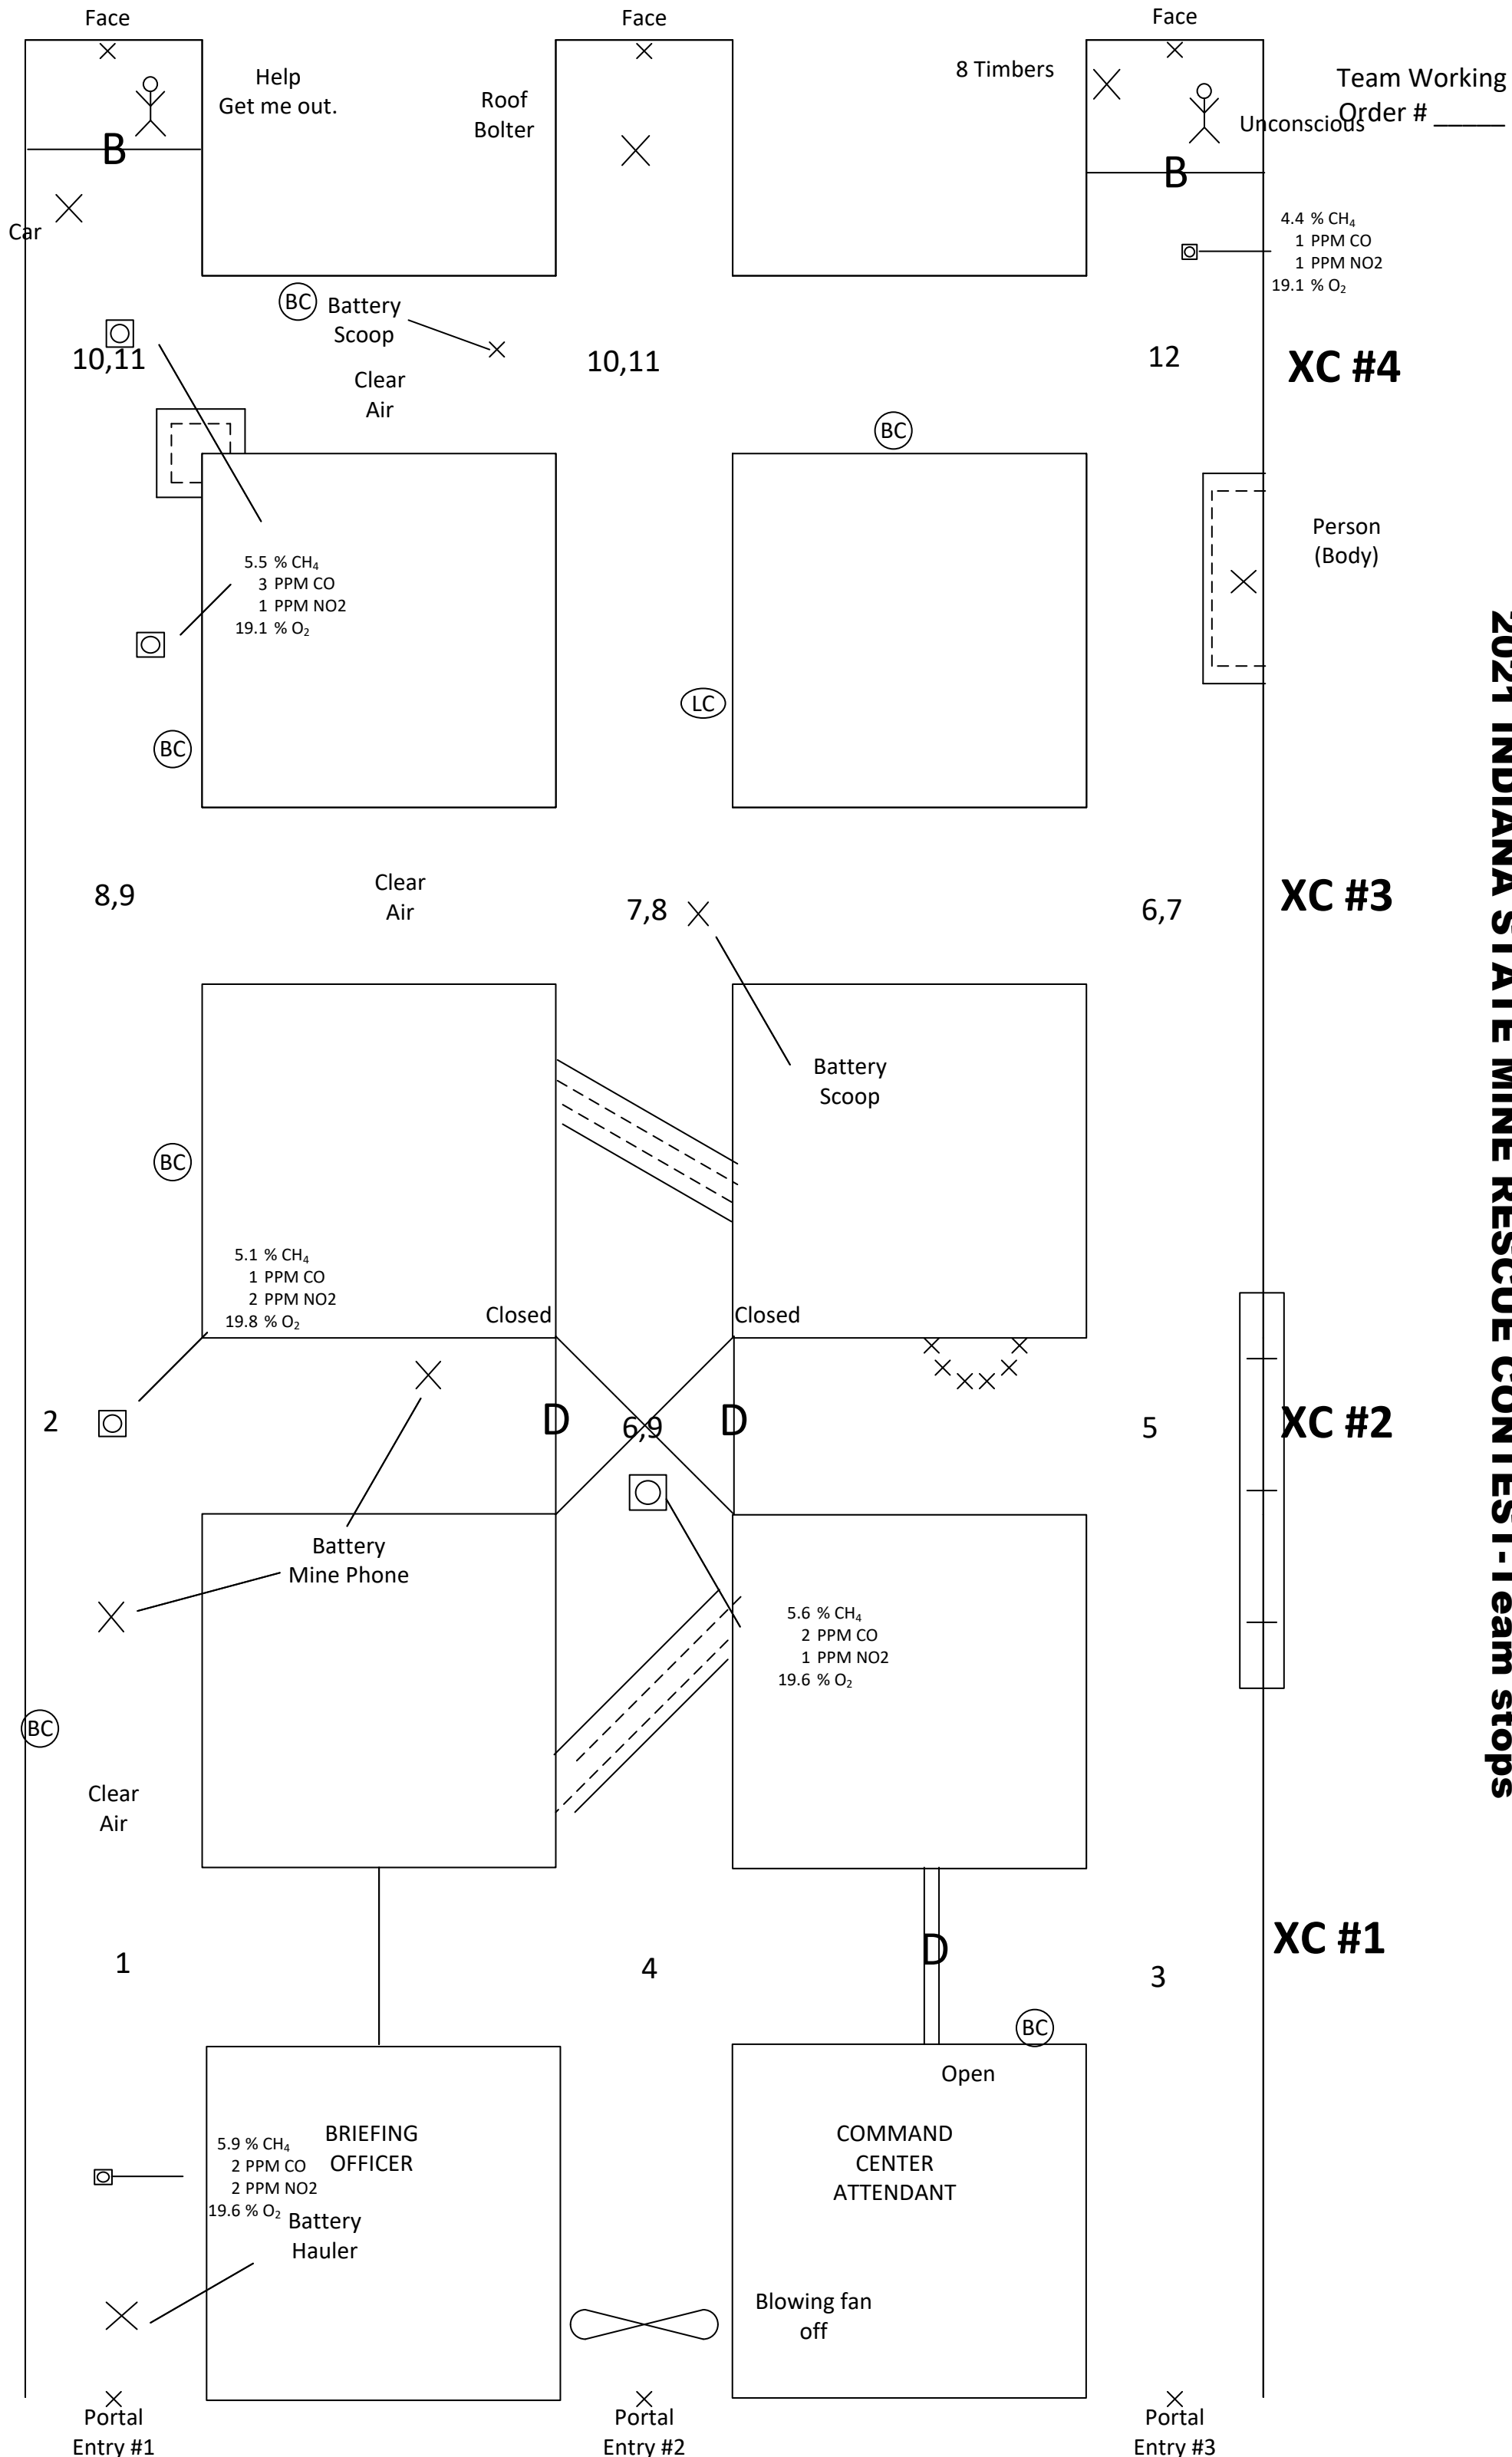 Face
Face
Face
Help
Get me out.
Roof
Bolter
8 Timbers
Team Working
Order # _____
Unconscious
B
B
Car
4.4 % CH₄
1 PPM CO
1 PPM NO2
19.1 % O₂
BC
Battery
Scoop
10,11
10,11
12
XC #4
Clear
Air
BC
Person
(Body)
5.5 % CH₄
3 PPM CO
1 PPM NO2
19.1 % O₂
BC
LC
8,9
Clear
Air
7,8
6,7
XC #3
Battery
Scoop
BC
5.1 % CH₄
1 PPM CO
2 PPM NO2
19.8 % O₂
Closed
Closed
2
D
6,9
D
5
XC #2
Battery
Mine Phone
5.6 % CH₄
2 PPM CO
1 PPM NO2
19.6 % O₂
BC
Clear
Air
1
4
D
3
XC #1
BC
Open
BRIEFING
OFFICER
COMMAND
CENTER
ATTENDANT
5.9 % CH₄
2 PPM CO
2 PPM NO2
19.6 % O₂
Battery
Hauler
Blowing fan
off
Portal
Entry #1
Portal
Entry #2
Portal
Entry #3
2021 INDIANA STATE MINE RESCUE CONTEST-Team stops